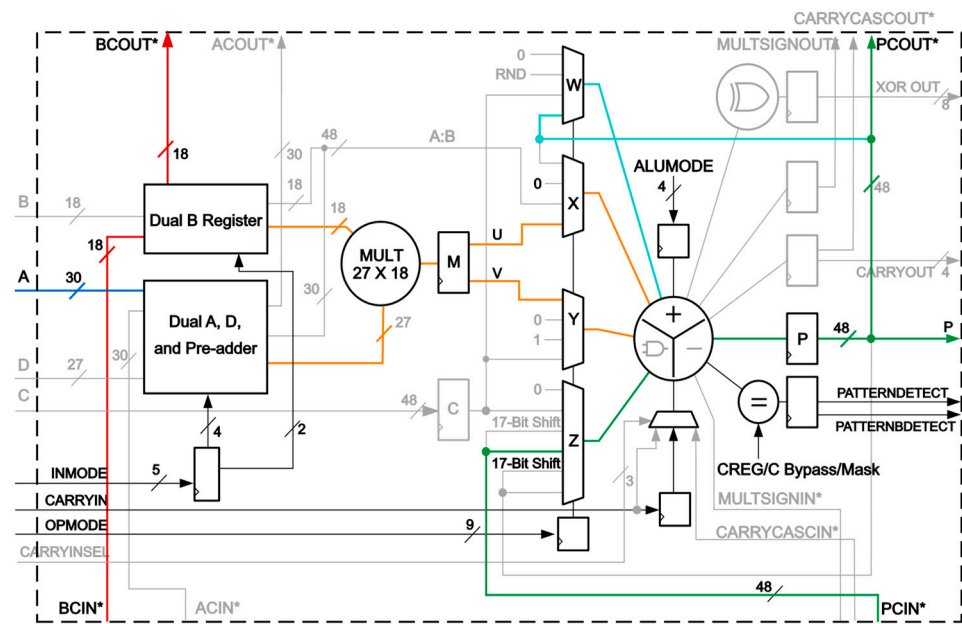 CARRYCASCOUT*
BCOUT*
ACOUT*
MULTSIGNOUT
PCOUT*
0
RND
W
XOR OUT
8
18
30
48
A:B
0
X
ALUMODE
4
48
B
18
18
Dual B Register
18
18
MULT
27 X 18
M
U
V
A
30
30
Dual A, D,
and Pre-adder
27
Y
0
1
+
−
CARRYOUT
4
P
48
P
D
27
30
C
48
C
0
17-Bit Shift
Z
17-Bit Shift
=
PATTERNDETECT
PATTERNBDETECT
4
2
INMODE
5
3
CREG/C Bypass/Mask
CARRYIN
MULTSIGNIN*
OPMODE
9
CARRYINSEL
CARRYCASCIN*
48
BCIN*
ACIN*
PCIN*